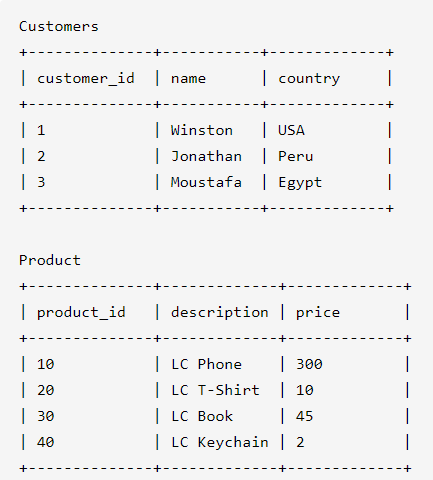 Customers
+--------------+-----------+-------------+
| customer_id  | name      | country     |
+--------------+-----------+-------------+
| 1            | Winston   | USA         |
| 2            | Jonathan  | Peru        |
| 3            | Moustafa  | Egypt       |
+--------------+-----------+-------------+
Product
+--------------+-------------+-------------+
| product_id   | description | price       |
+--------------+-------------+-------------+
| 10           | LC Phone    | 300         |
| 20           | LC T-Shirt  | 10          |
| 30           | LC Book     | 45          |
| 40           | LC Keychain | 2           |
+--------------+-------------+-------------+